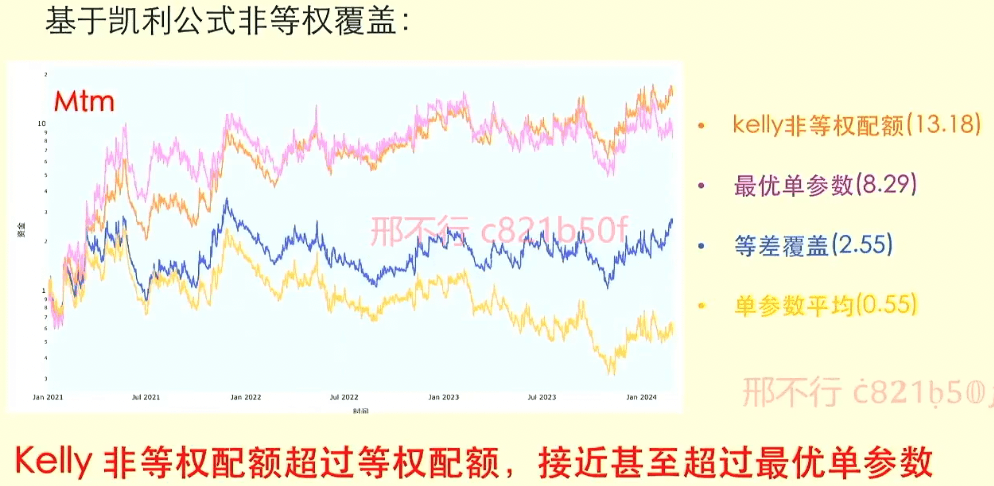 基于凯利公式非等权覆盖：
Mtm
kelly非等权配额(13.18)
最优单参数(8.29)
等差覆盖(2.55)
单参数平均(0.55)
邢不行 c821b50f
资金
2
10
9
8
7
6
5
4
3
2
1
9
8
7
6
5
4
3
Jan 2021
Jul 2021
Jan 2022
Jul 2022
Jan 2023
Jul 2023
Jan 2024
时间
邢不行 c821b50f
Kelly 非等权配额超过等权配额，接近甚至超过最优单参数